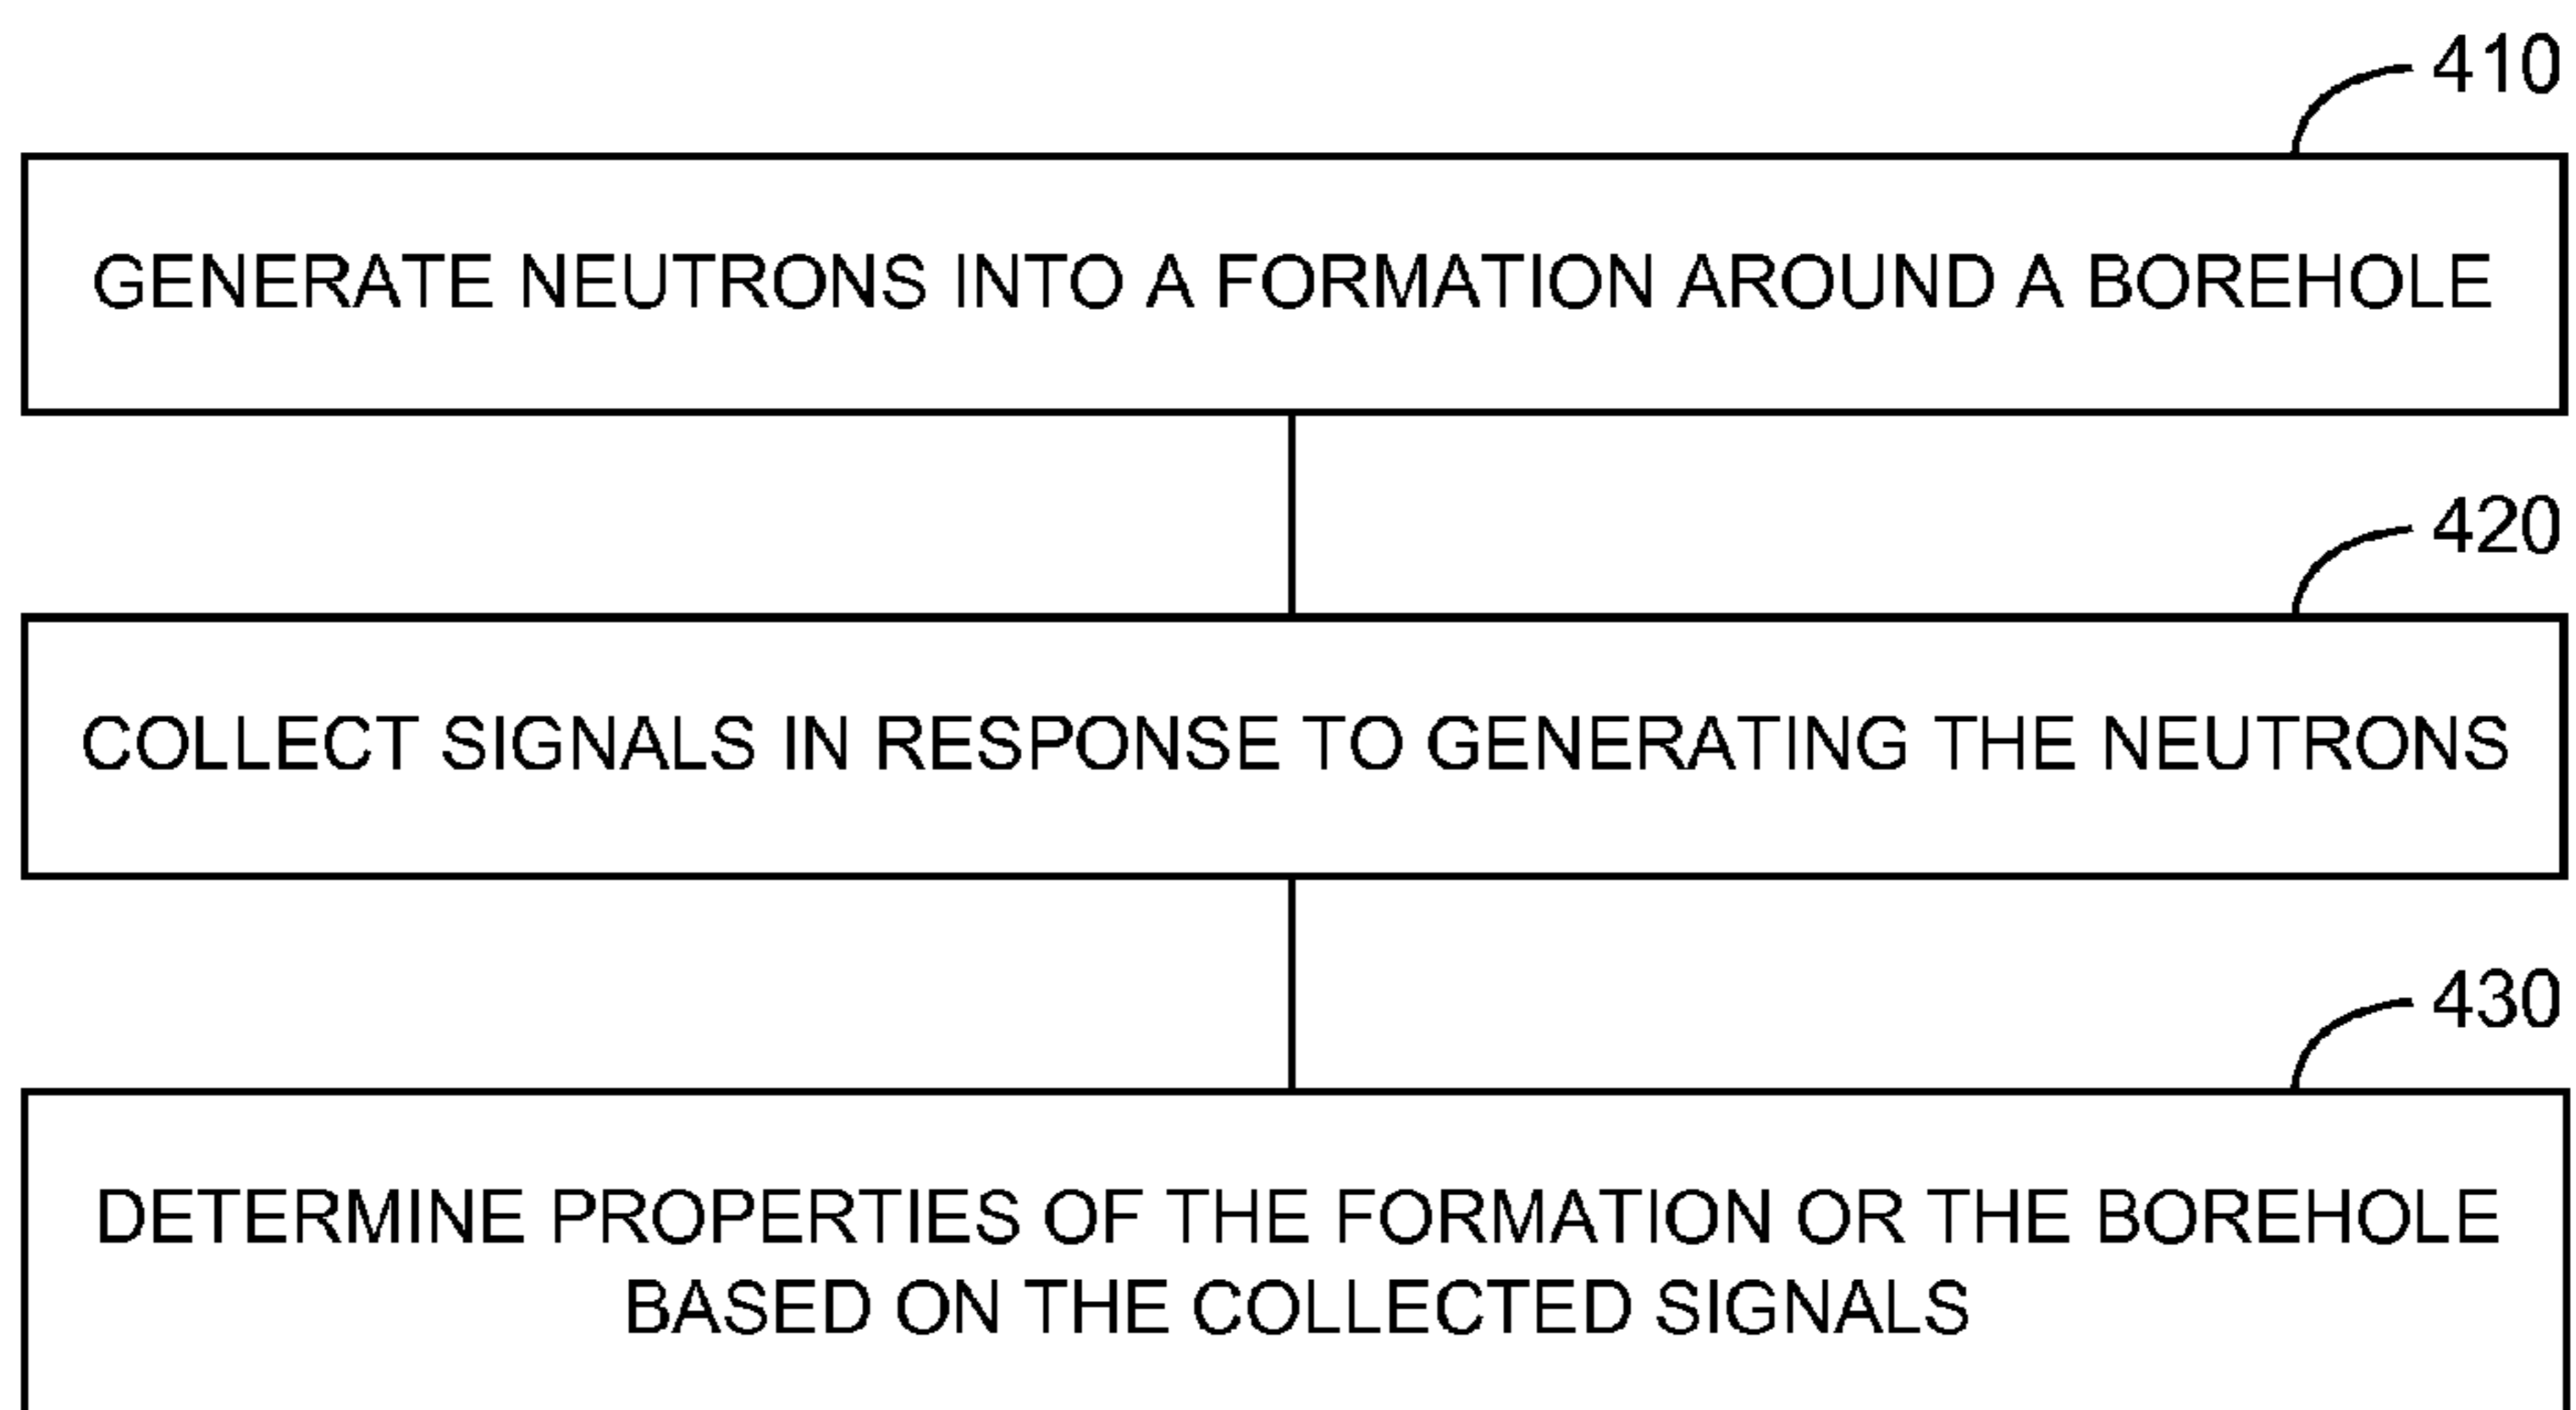 410
GENERATE NEUTRONS INTO A FORMATION AROUND A BOREHOLE
420
COLLECT SIGNALS IN RESPONSE TO GENERATING THE NEUTRONS
430
DETERMINE PROPERTIES OF THE FORMATION OR THE BOREHOLE
BASED ON THE COLLECTED SIGNALS